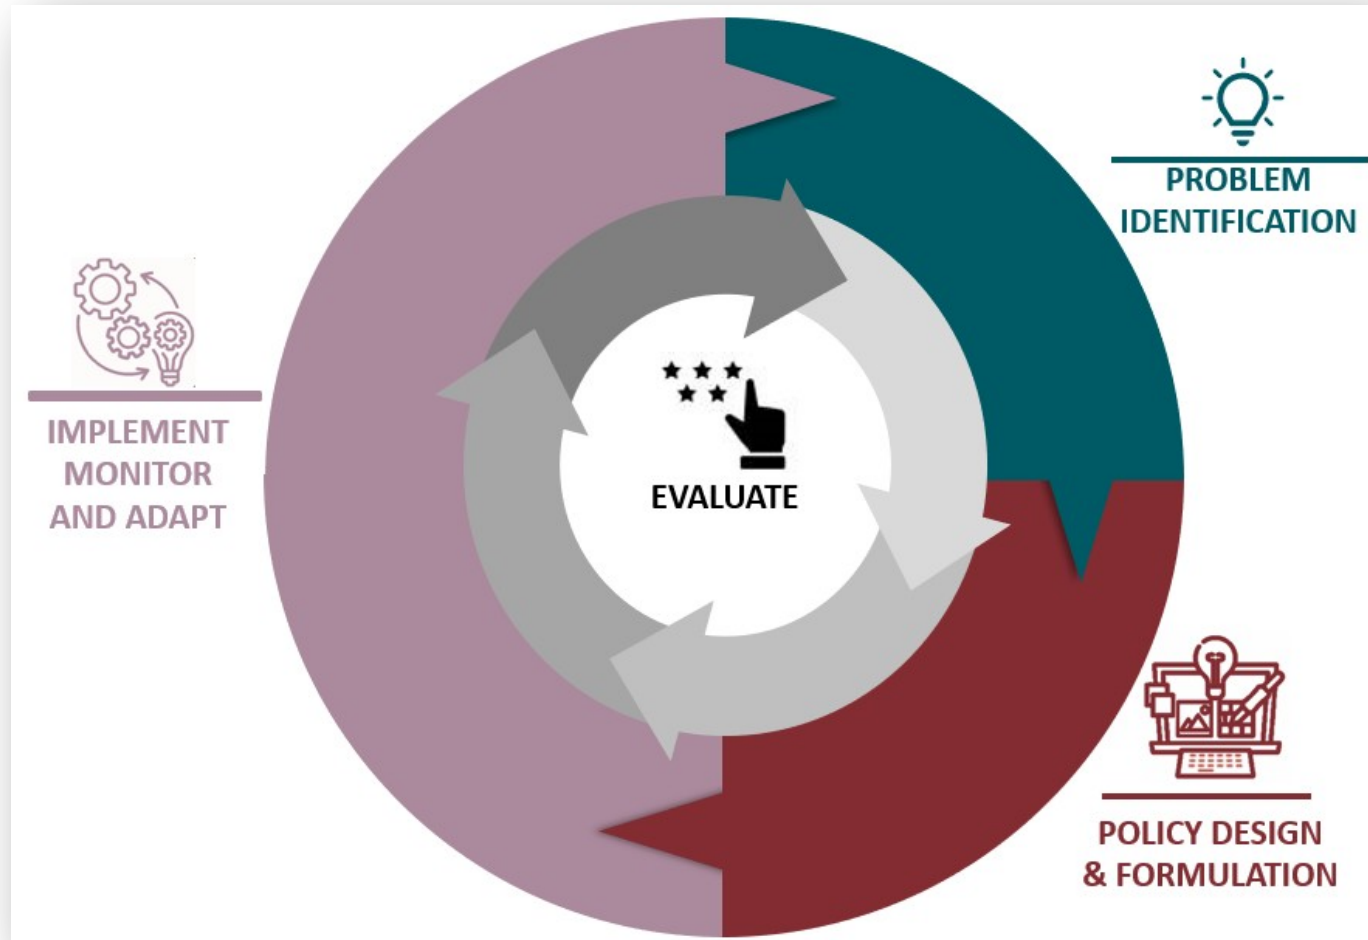 PROBLEM
IDENTIFICATION
IMPLEMENT
MONITOR
AND ADAPT
EVALUATE
POLICY DESIGN
& FORMULATION